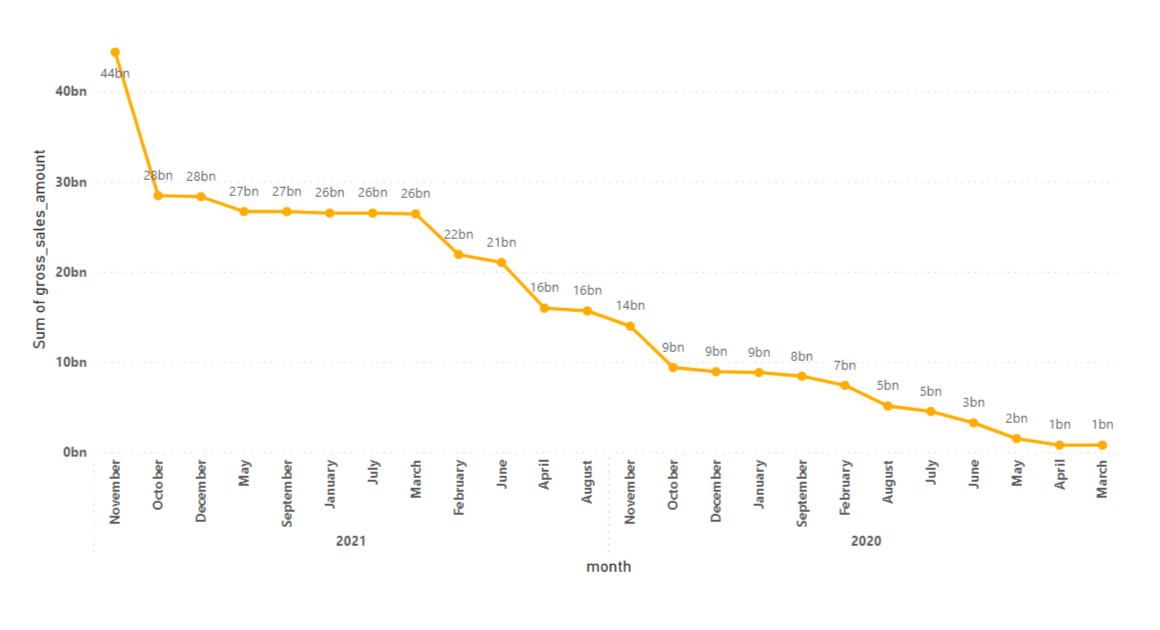 44bn
40bn
28bn
28bn
30bn
27bn
27bn
26bn
26bn
26bn
22bn
21bn
20bn
16bn
16bn
14bn
10bn
9bn
9bn
9bn
8bn
7bn
5bn
5bn
3bn
2bn
1bn
1bn
0bn
Sum of gross_sales_amount
November
October
December
May
September
January
July
March
February
June
April
August
November
October
December
January
September
February
August
July
June
May
April
March
2021
2020
month